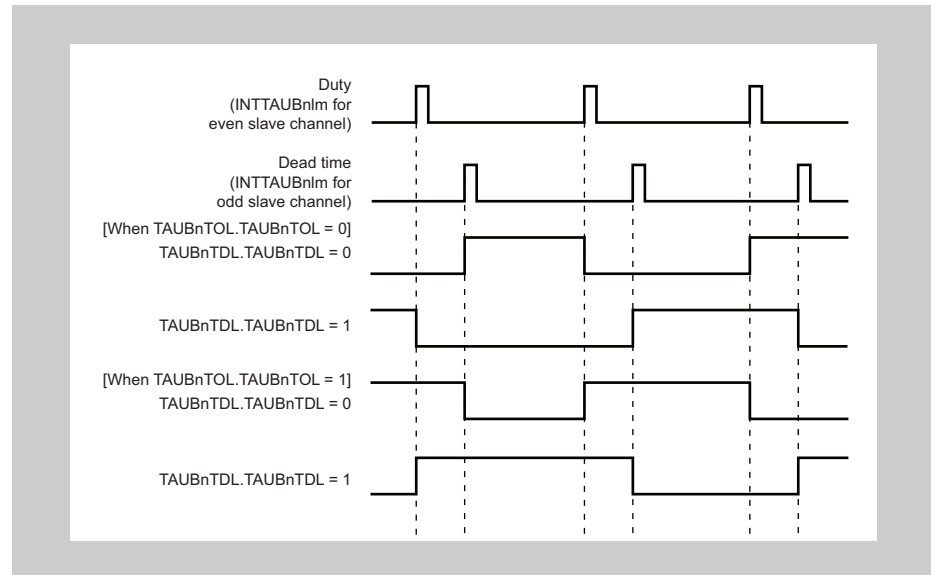 Duty
(INTTAUBnIm for
even slave channel)
Dead time
(INTTAUBnIm for
odd slave channel)
[When TAUBnTOL.TAUBnTOL = 0]
TAUBnTDL.TAUBnTDL = 0
TAUBnTDL.TAUBnTDL = 1
[When TAUBnTOL.TAUBnTOL = 1]
TAUBnTDL.TAUBnTDL = 0
TAUBnTDL.TAUBnTDL = 1